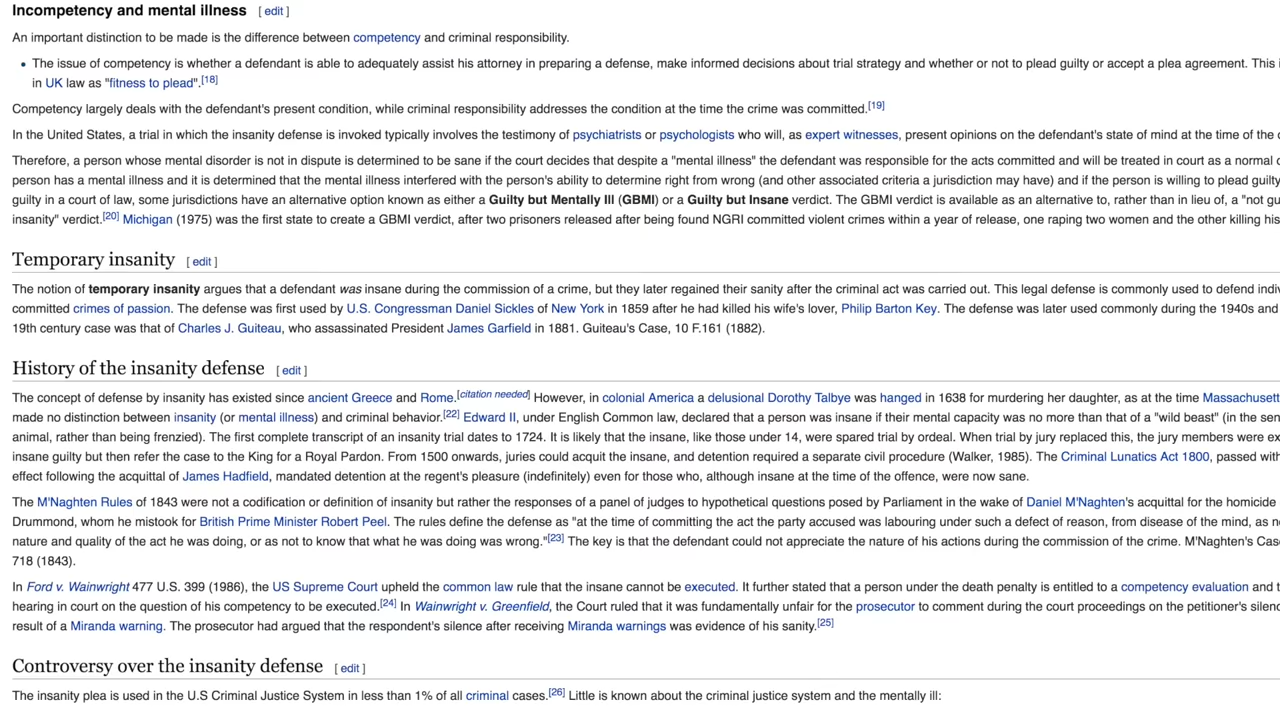 Incompetency and mental illness [ edit ]
An important distinction to be made is the difference between competency and criminal responsibility.
• The issue of competency is whether a defendant is able to adequately assist his attorney in preparing a defense, make informed decisions about trial strategy and whether or not to plead guilty or accept a plea agreement. This
in UK law as "fitness to plead".[18]
Competency largely deals with the defendant's present condition, while criminal responsibility addresses the condition at the time the crime was committed.[19]
In the United States, a trial in which the insanity defense is invoked typically involves the testimony of psychiatrists or psychologists who will, as expert witnesses, present opinions on the defendant's state of mind at the time of the
Therefore, a person whose mental disorder is not in dispute is determined to be sane if the court decides that despite a "mental illness" the defendant was responsible for the acts committed and will be treated in court as a normal
person has a mental illness and it is determined that the mental illness interfered with the person's ability to determine right from wrong (and other associated criteria a jurisdiction may have) and if the person is willing to plead guilty
guilty in a court of law, some jurisdictions have an alternative option known as either a Guilty but Mentally Ill (GBMI) or a Guilty but Insane verdict. The GBMI verdict is available as an alternative to, rather than in lieu of, a "not gu
insanity" verdict.[20] Michigan (1975) was the first state to create a GBMI verdict, after two prisoners released after being found NGRI committed violent crimes within a year of release, one raping two women and the other killing his
Temporary insanity [ edit ]
The notion of temporary insanity argues that a defendant was insane during the commission of a crime, but they later regained their sanity after the criminal act was carried out. This legal defense is commonly used to defend indiv
committed crimes of passion. The defense was first used by U.S. Congressman Daniel Sickles of New York in 1859 after he had killed his wife's lover, Philip Barton Key. The defense was later used commonly during the 1940s and
19th century case was that of Charles J. Guiteau, who assassinated President James Garfield in 1881. Guiteau's Case, 10 F.161 (1882).
History of the insanity defense [ edit ]
The concept of defense by insanity has existed since ancient Greece and Rome.[citation needed] However, in colonial America a delusional Dorothy Talbye was hanged in 1638 for murdering her daughter, as at the time Massachusett
made no distinction between insanity (or mental illness) and criminal behavior.[22] Edward II, under English Common law, declared that a person was insane if their mental capacity was no more than that of a "wild beast" (in the sen
animal, rather than being frenzied). The first complete transcript of an insanity trial dates to 1724. It is likely that the insane, like those under 14, were spared trial by ordeal. When trial by jury replaced this, the jury members were ex
insane guilty but then refer the case to the King for a Royal Pardon. From 1500 onwards, juries could acquit the insane, and detention required a separate civil procedure (Walker, 1985). The Criminal Lunatics Act 1800, passed with
effect following the acquittal of James Hadfield, mandated detention at the regent's pleasure (indefinitely) even for those who, although insane at the time of the offence, were now sane.
The M'Naghten Rules of 1843 were not a codification or definition of insanity but rather the responses of a panel of judges to hypothetical questions posed by Parliament in the wake of Daniel M'Naghten's acquittal for the homicide
Drummond, whom he mistook for British Prime Minister Robert Peel. The rules define the defense as "at the time of committing the act the party accused was labouring under such a defect of reason, from disease of the mind, as n
nature and quality of the act he was doing, or as not to know that what he was doing was wrong."[23] The key is that the defendant could not appreciate the nature of his actions during the commission of the crime. M'Naghten's Cas
718 (1843).
In Ford v. Wainwright 477 U.S. 399 (1986), the US Supreme Court upheld the common law rule that the insane cannot be executed. It further stated that a person under the death penalty is entitled to a competency evaluation and t
hearing in court on the question of his competency to be executed.[24] In Wainwright v. Greenfield, the Court ruled that it was fundamentally unfair for the prosecutor to comment during the court proceedings on the petitioner's silenc
result of a Miranda warning. The prosecutor had argued that the respondent's silence after receiving Miranda warnings was evidence of his sanity.[25]
Controversy over the insanity defense [ edit ]
The insanity plea is used in the U.S Criminal Justice System in less than 1% of all criminal cases.[26] Little is known about the criminal justice system and the mentally ill: